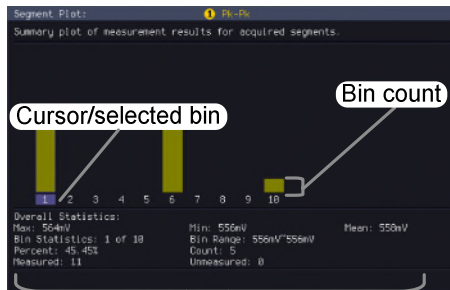 Segment Plot: 1 Pk-Pk
Summary plot of measurement results for acquired segments.
Bin count
Cursor/selected bin
1 2 3 4 5 6 7 8 9 10
Overall Statistics:
Max: 564mV Min: 556mV Mean: 558mV
Bin Statistics: 1 of 10 Bin Range: 556mV~556mV
Percent: 45.45% Count: 5
Measured: 11 Unmeasured: 0